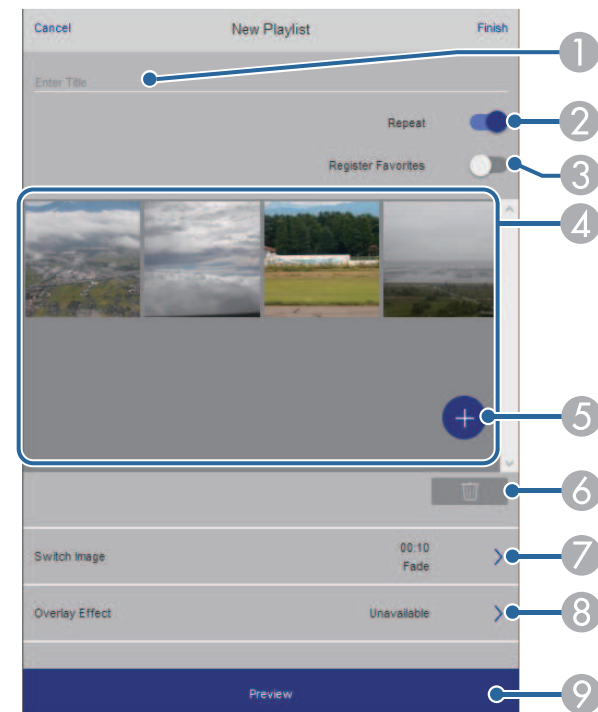 Cancel New Playlist Finish
1
Enter Title
Repeat 2
Register Favorites 3
4
+ 5
6
Switch Image 00:10 7
Fade
Overlay Effect Unavailable 8
Preview 9